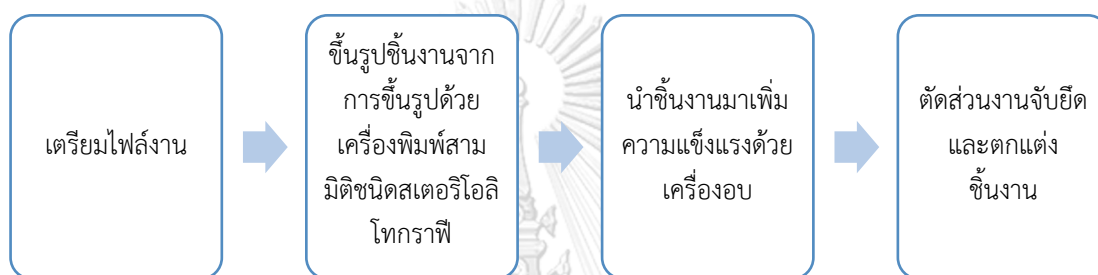 เตรียมไฟล์งาน
ขึ้นรูปชิ้นงานจาก
การขึ้นรูปด้วย
เครื่องพิมพ์สาม
มิติชนิดสเตอริโอลิ
โทกราฟี
นำชิ้นงานมาเพิ่ม
ความแข็งแรงด้วย
เครื่องอบ
ตัดส่วนงานจับยึด
และตกแต่ง
ชิ้นงาน